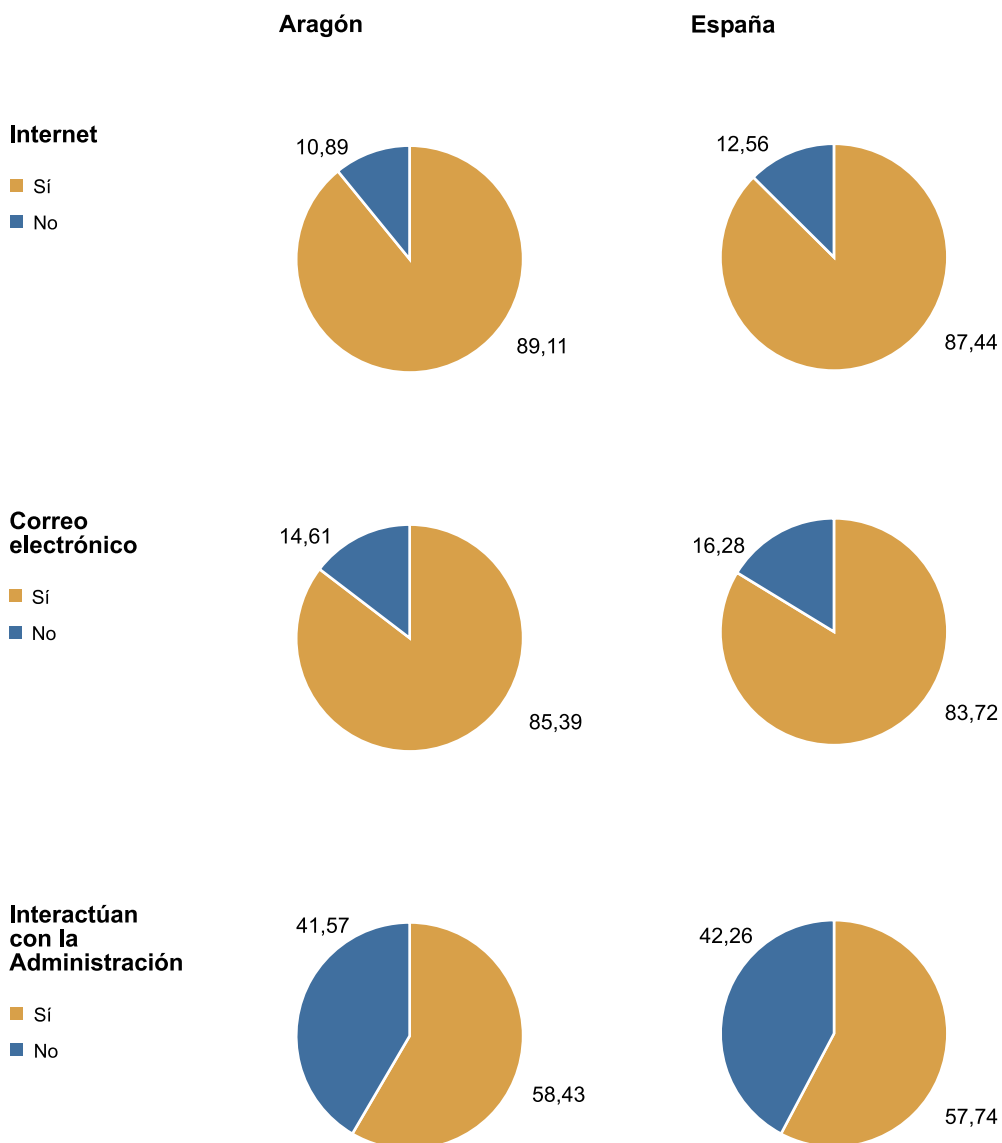 Aragón
España
Internet
Sí
No
10,89
89,11
12,56
87,44
Correo
electrónico
Sí
No
14,61
85,39
16,28
83,72
Interactúan
con la
Administración
Sí
No
41,57
58,43
42,26
57,74